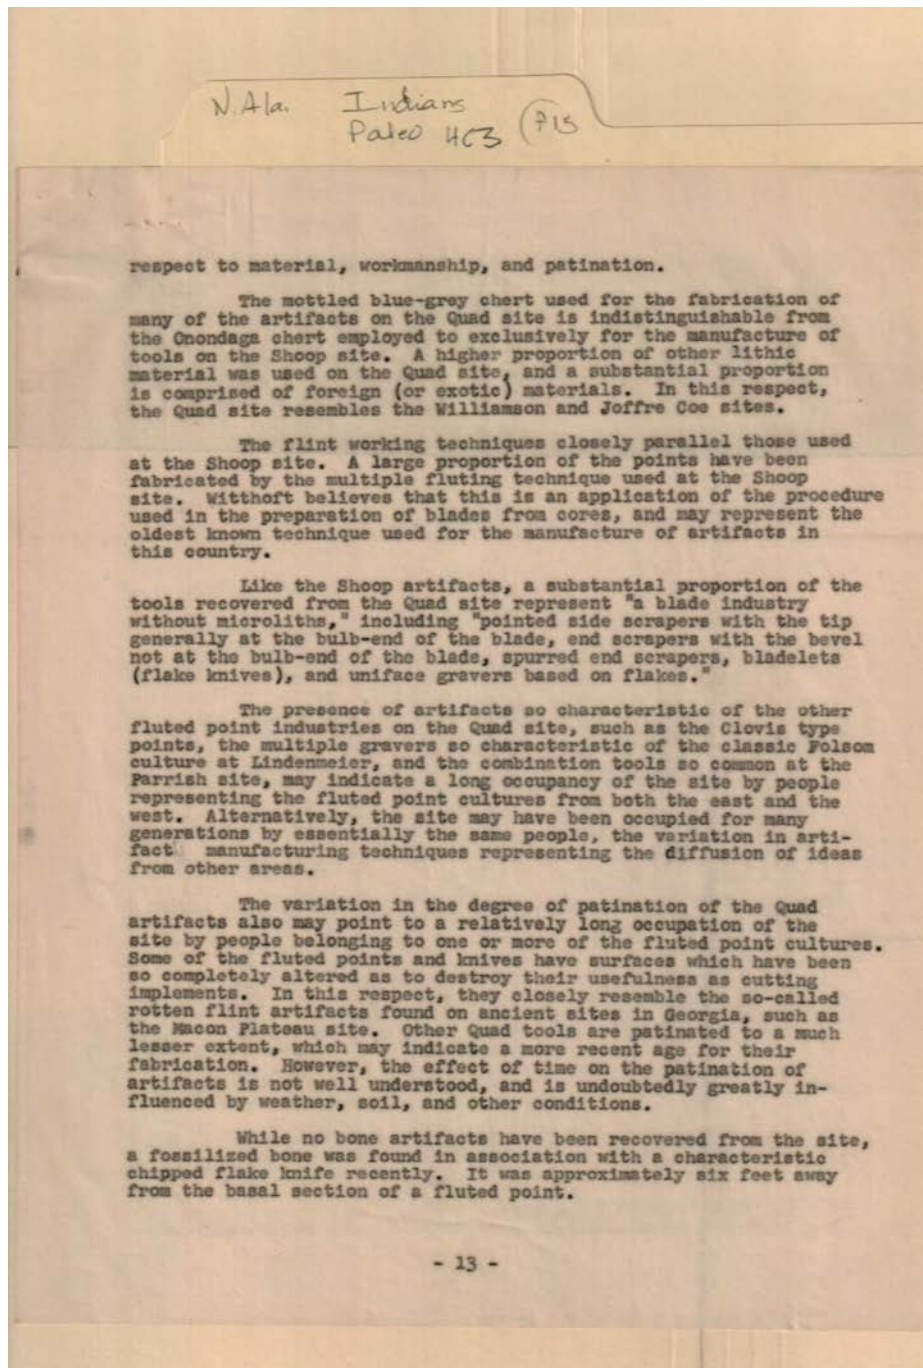 N. Ala. Indians
Paleo 4C3 P15
respect to material, workmanship, and patination.
The mottled blue-grey chert used for the fabrication of
many of the artifacts on the Quad site is indistinguishable from
the Onondaga chert employed to exclusively for the manufacture of
tools on the Shoop site. A higher proportion of other lithic
material was used on the Quad site, and a substantial proportion
is comprised of foreign (or exotic) materials. In this respect,
the Quad site resembles the Williamson and Joffre Coe sites.
The flint working techniques closely parallel those used
at the Shoop site. A large proportion of the points have been
fabricated by the multiple fluting technique used at the Shoop
site. Witthoft believes that this is an application of the procedure
used in the preparation of blades from cores, and may represent the
oldest known technique used for the manufacture of artifacts in
this country.
Like the Shoop artifacts, a substantial proportion of the
tools recovered from the Quad site represent "a blade industry
without microliths," including "pointed side scrapers with the tip
generally at the bulb-end of the blade, end scrapers with the bevel
not at the bulb-end of the blade, spurred end scrapers, bladelets
(flake knives), and uniface gravers based on flakes."
The presence of artifacts so characteristic of the other
fluted point industries on the Quad site, such as the Clovis type
points, the multiple gravers so characteristic of the classic Folsom
culture at Lindenmeier, and the combination tools so common at the
Parrish site, may indicate a long occupancy of the site by people
representing the fluted point cultures from both the east and the
west. Alternatively, the site may have been occupied for many
generations by essentially the same people, the variation in arti-
fact manufacturing techniques representing the diffusion of ideas
from other areas.
The variation in the degree of patination of the Quad
artifacts also may point to a relatively long occupation of the
site by people belonging to one or more of the fluted point cultures.
Some of the fluted points and knives have surfaces which have been
so completely altered as to destroy their usefulness as cutting
implements. In this respect, they closely resemble the so-called
rotten flint artifacts found on ancient sites in Georgia, such as
the Macon Plateau site. Other Quad tools are patinated to a much
lesser extent, which may indicate a more recent age for their
fabrication. However, the effect of time on the patination of
artifacts is not well understood, and is undoubtedly greatly in-
fluenced by weather, soil, and other conditions.
While no bone artifacts have been recovered from the site,
a fossilized bone was found in association with a characteristic
chipped flake knife recently. It was approximately six feet away
from the basal section of a fluted point.
- 13 -